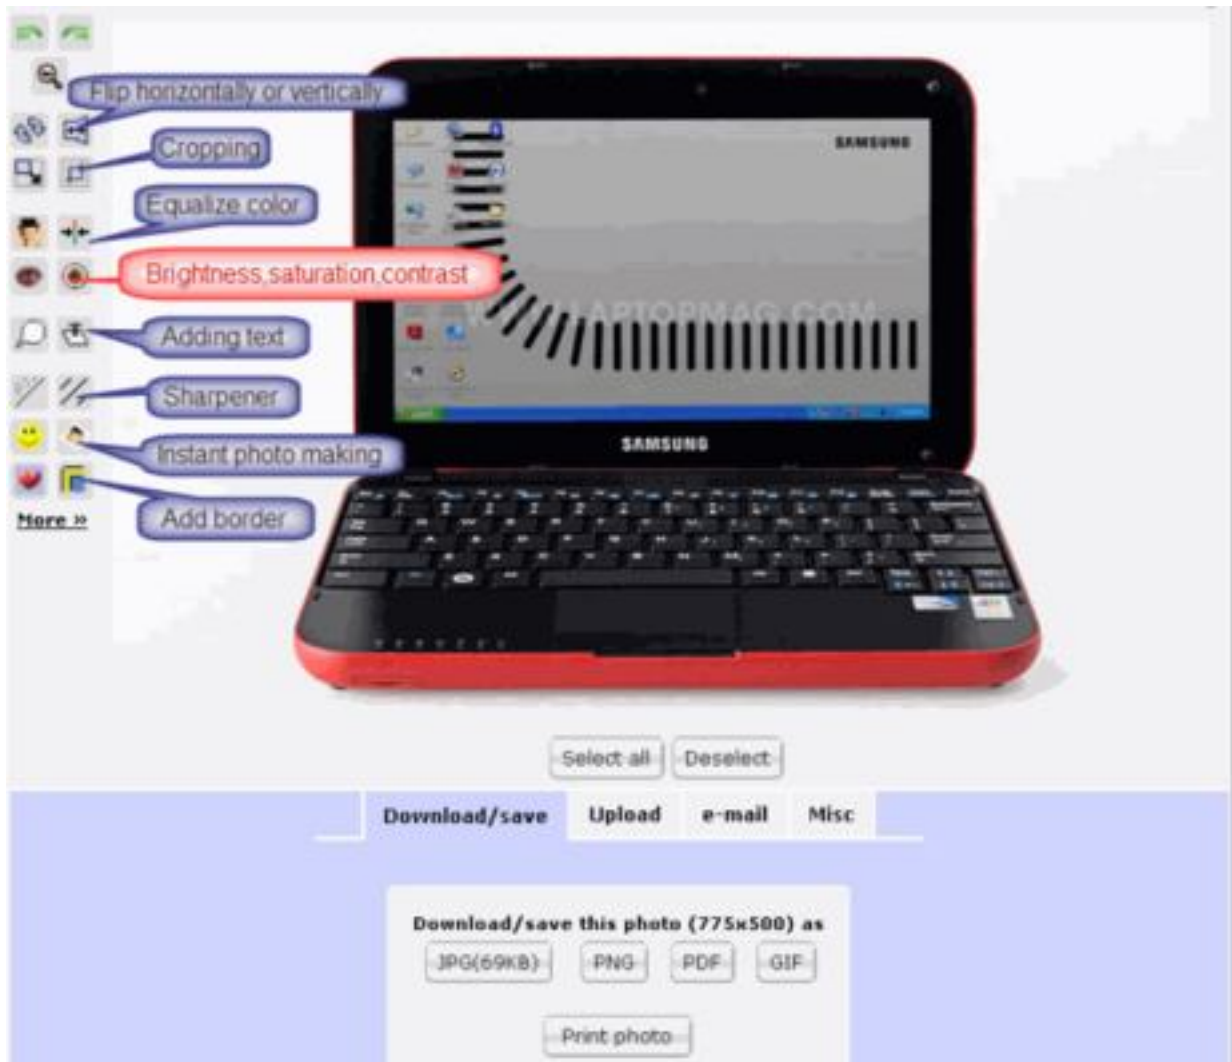 Flip horizontally or vertically
Cropping
SAMSUNG
Equalize color
Brightness,saturation,contrast
LAPTOPMAG.COM
Adding text
Sharpener
SAMSUNG
Instant photo making
Add border
More »
Select all
Deselect
Download/save
Upload
e-mail
Misc
Download/save this photo (775x500) as
JPG(69KB)
PNG
PDF
GIF
Print photo